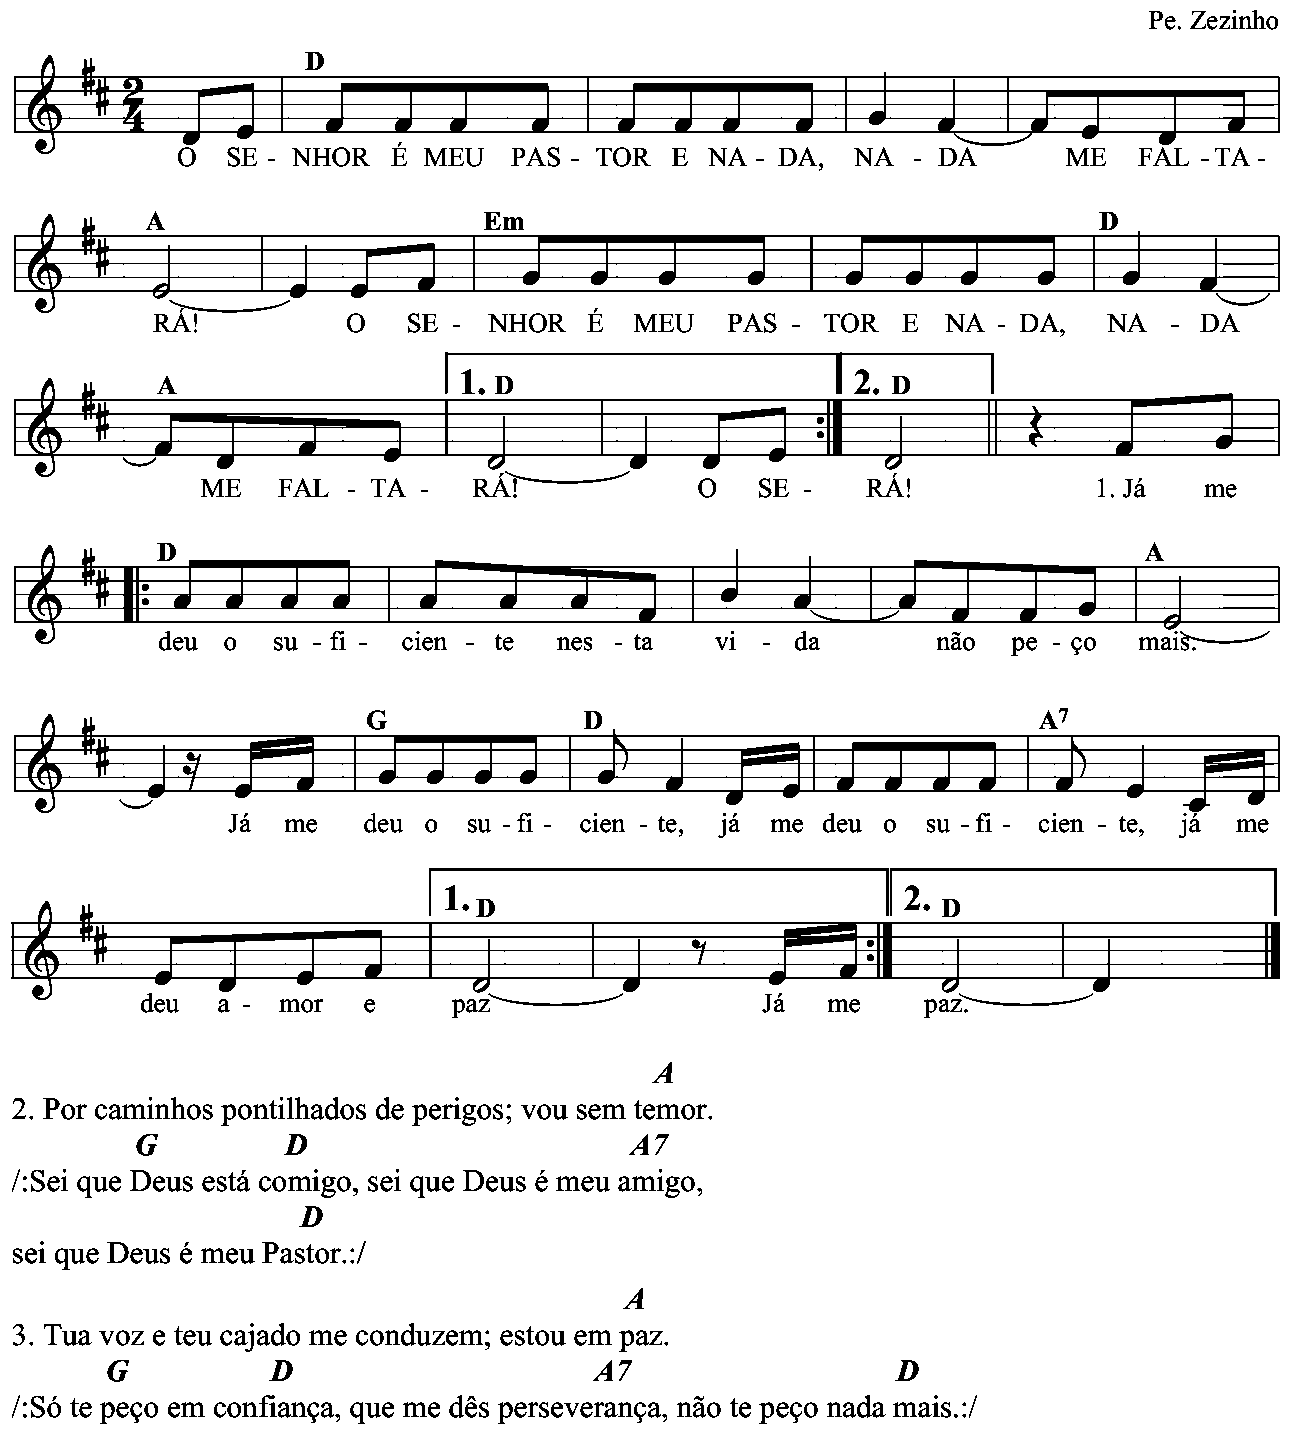 Pe. Zezinho
D
2 4
O SE - NHOR É MEU PAS - TOR E NA - DA, NA - DA ME FAL - TA -
A Em D
RÁ! O SE - NHOR É MEU PAS - TOR E NA - DA, NA - DA
A 1. D 2. D
ME FAL - TA - RÁ! O SE - RÁ! 1. Já me
D A
deu o su - fi - cien - te nes - ta vi - da não pe - ço mais.
G D A7
Já me deu o su - fi - cien - te, já me deu o su - fi - cien - te, já me
1. D 2. D
deu a - mor e paz Já me paz.
A
2. Por caminhos pontilhados de perigos; vou sem temor.
G D A7
/:Sei que Deus está comigo, sei que Deus é meu amigo,
D
sei que Deus é meu Pastor.:/
A
3. Tua voz e teu cajado me conduzem; estou em paz.
G D A7 D
/:Só te peço em confiança, que me dês perseverança, não te peço nada mais.:/